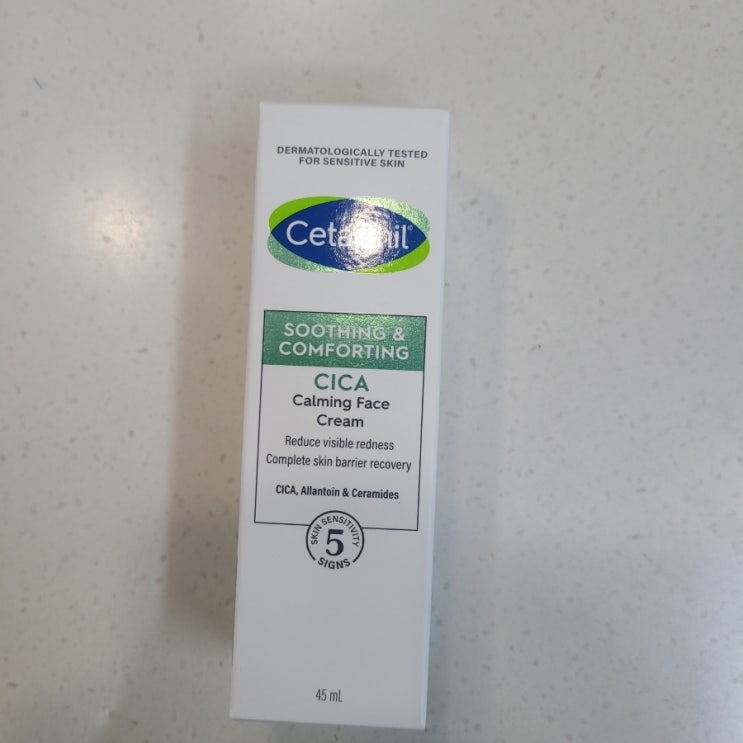 DERMATOLOGICALLY TESTED
FOR SENSITIVE SKIN
Cetaphil®
SOOTHING &
COMFORTING
CICA
Calming Face
Cream
Reduce visible redness
Complete skin barrier recovery
CICA, Allantoin & Ceramides
SKIN SENSITIVITY
5
SIGNS
45 mL